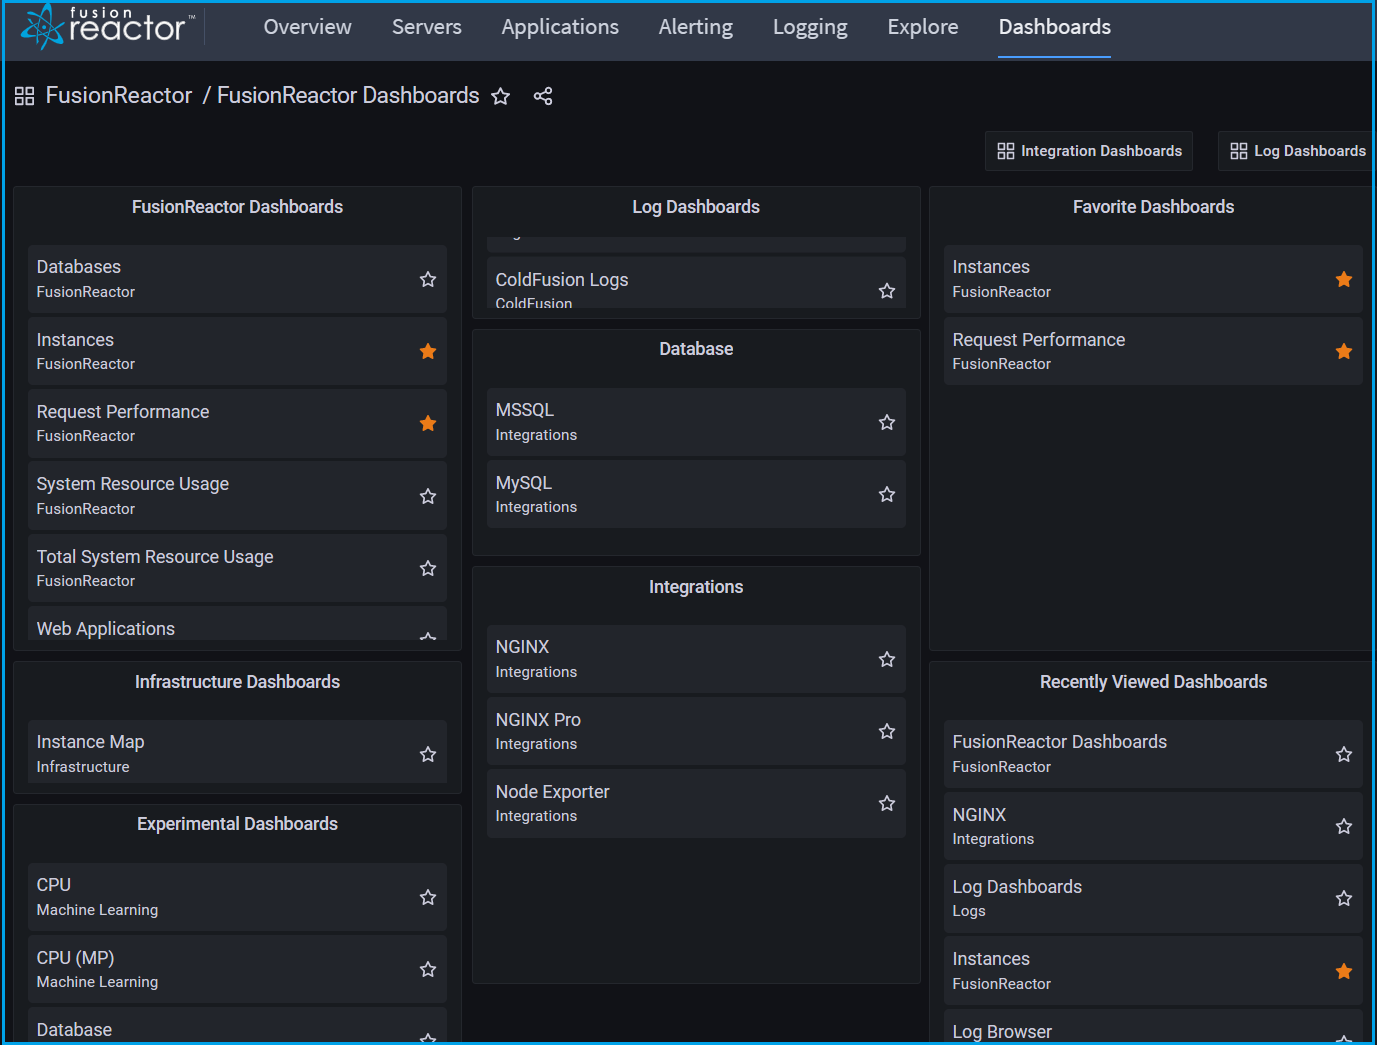 fusion
reactor™
Overview
Servers
Applications
Alerting
Logging
Explore
Dashboards
FusionReactor / FusionReactor Dashboards
Integration Dashboards
Log Dashboards
FusionReactor Dashboards
Databases
FusionReactor
Instances
FusionReactor
Request Performance
FusionReactor
System Resource Usage
FusionReactor
Total System Resource Usage
FusionReactor
Web Applications
Infrastructure Dashboards
Instance Map
Infrastructure
Experimental Dashboards
CPU
Machine Learning
CPU (MP)
Machine Learning
Database
Log Dashboards
ColdFusion Logs
ColdFusion
Database
MSSQL
Integrations
MySQL
Integrations
Integrations
NGINX
Integrations
NGINX Pro
Integrations
Node Exporter
Integrations
Favorite Dashboards
Instances
FusionReactor
Request Performance
FusionReactor
Recently Viewed Dashboards
FusionReactor Dashboards
FusionReactor
NGINX
Integrations
Log Dashboards
Logs
Instances
FusionReactor
Log Browser